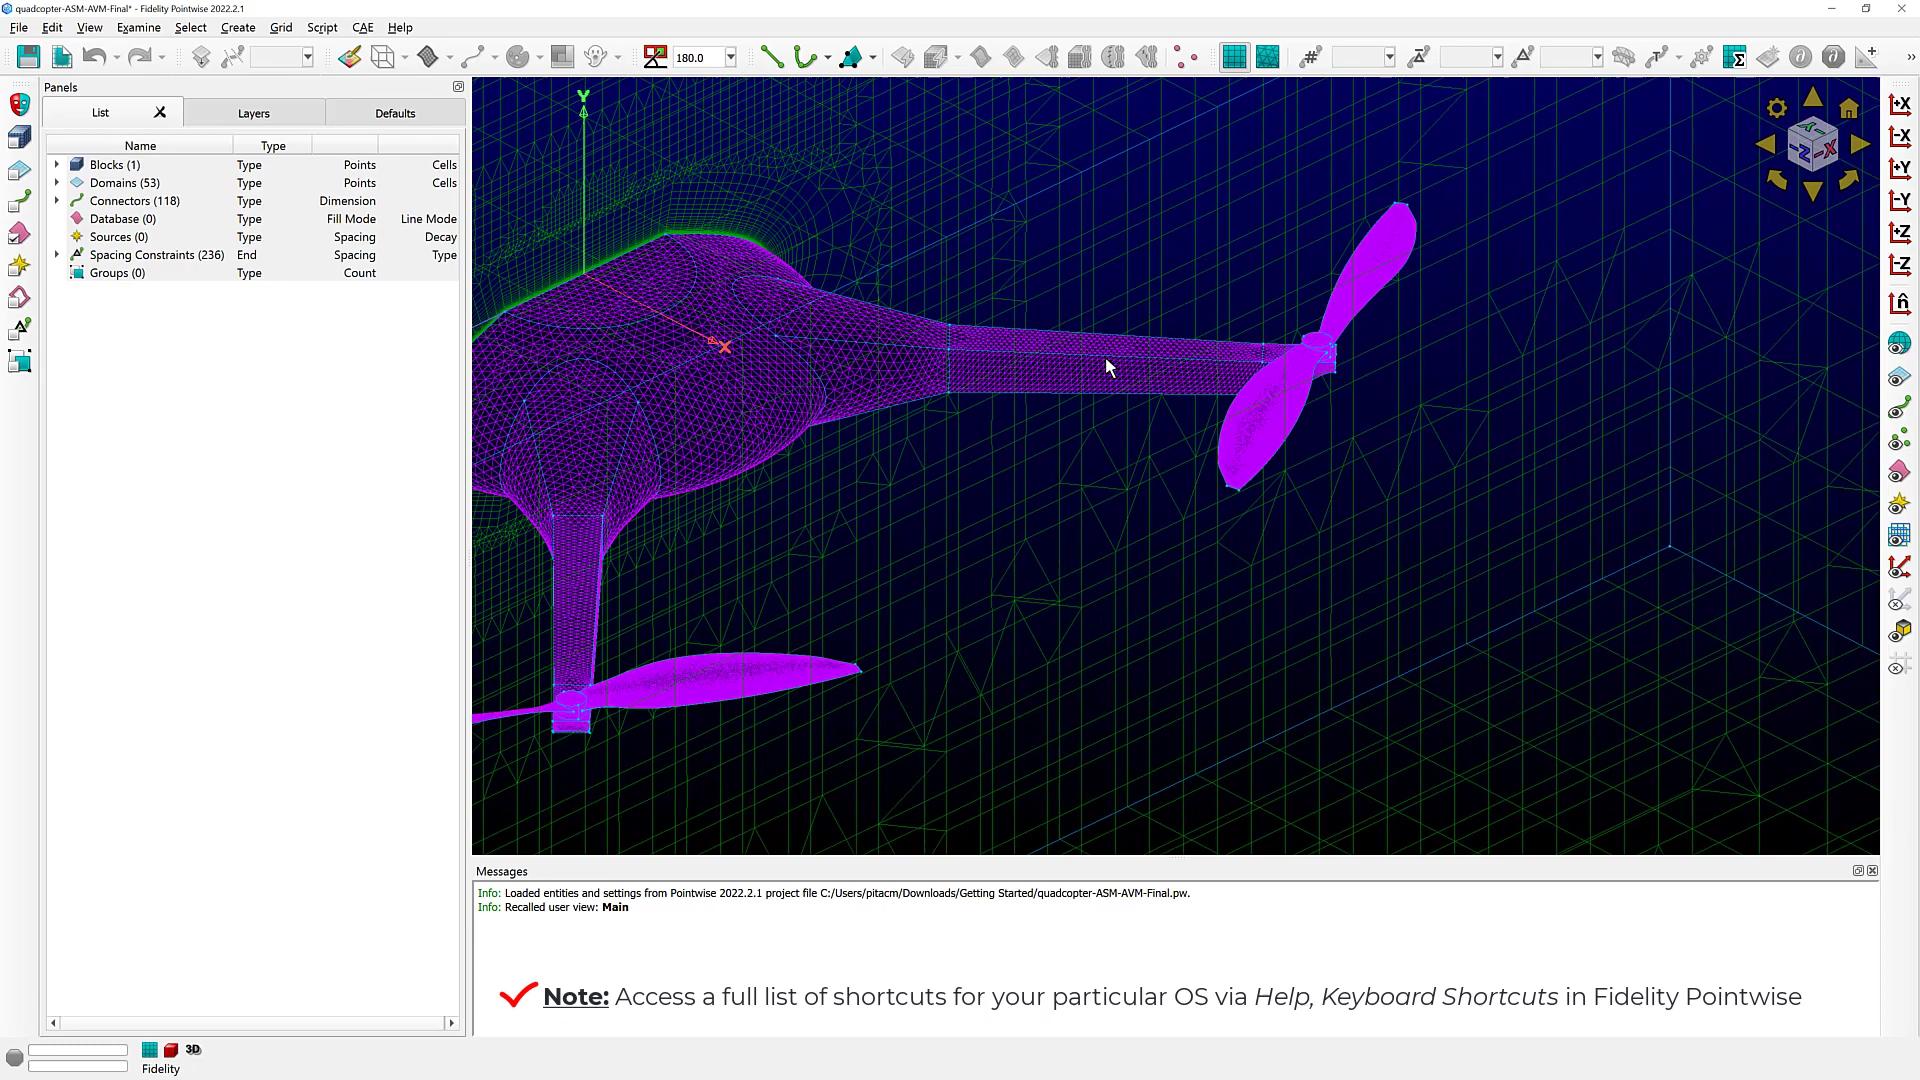 quadcopter-ASM-AVM-Final* - Fidelity Pointwise 2022.2.1
File Edit View Examine Select Create Grid Script CAE Help
180.0
Panels
List Layers Defaults
Name Type
Blocks (1) Type Points Cells
Domains (53) Type Points Cells
Connectors (118) Type Dimension
Database (0) Type Fill Mode Line Mode
Sources (0) Type Spacing Decay
Spacing Constraints (236) End Spacing Type
Groups (0) Type Count
Y
X
Y-
-Z
-X
+X
-X
+Y
-Y
+Z
-Z
n̂
Messages
Info: Loaded entities and settings from Pointwise 2022.2.1 project file C:/Users/pitacm/Downloads/Getting Started/quadcopter-ASM-AVM-Final.pw.
Info: Recalled user view: Main
Note: Access a full list of shortcuts for your particular OS via Help, Keyboard Shortcuts in Fidelity Pointwise
3D
Fidelity